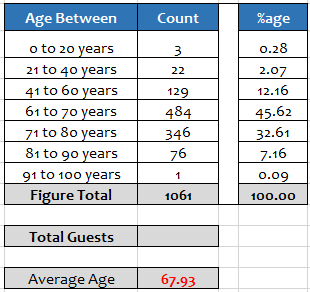 Age Between Count %age
0 to 20 years 3 0.28
21 to 40 years 22 2.07
41 to 60 years 129 12.16
61 to 70 years 484 45.62
71 to 80 years 346 32.61
81 to 90 years 76 7.16
91 to 100 years 1 0.09
Figure Total 1061 100.00
Total Guests
Average Age 67.93